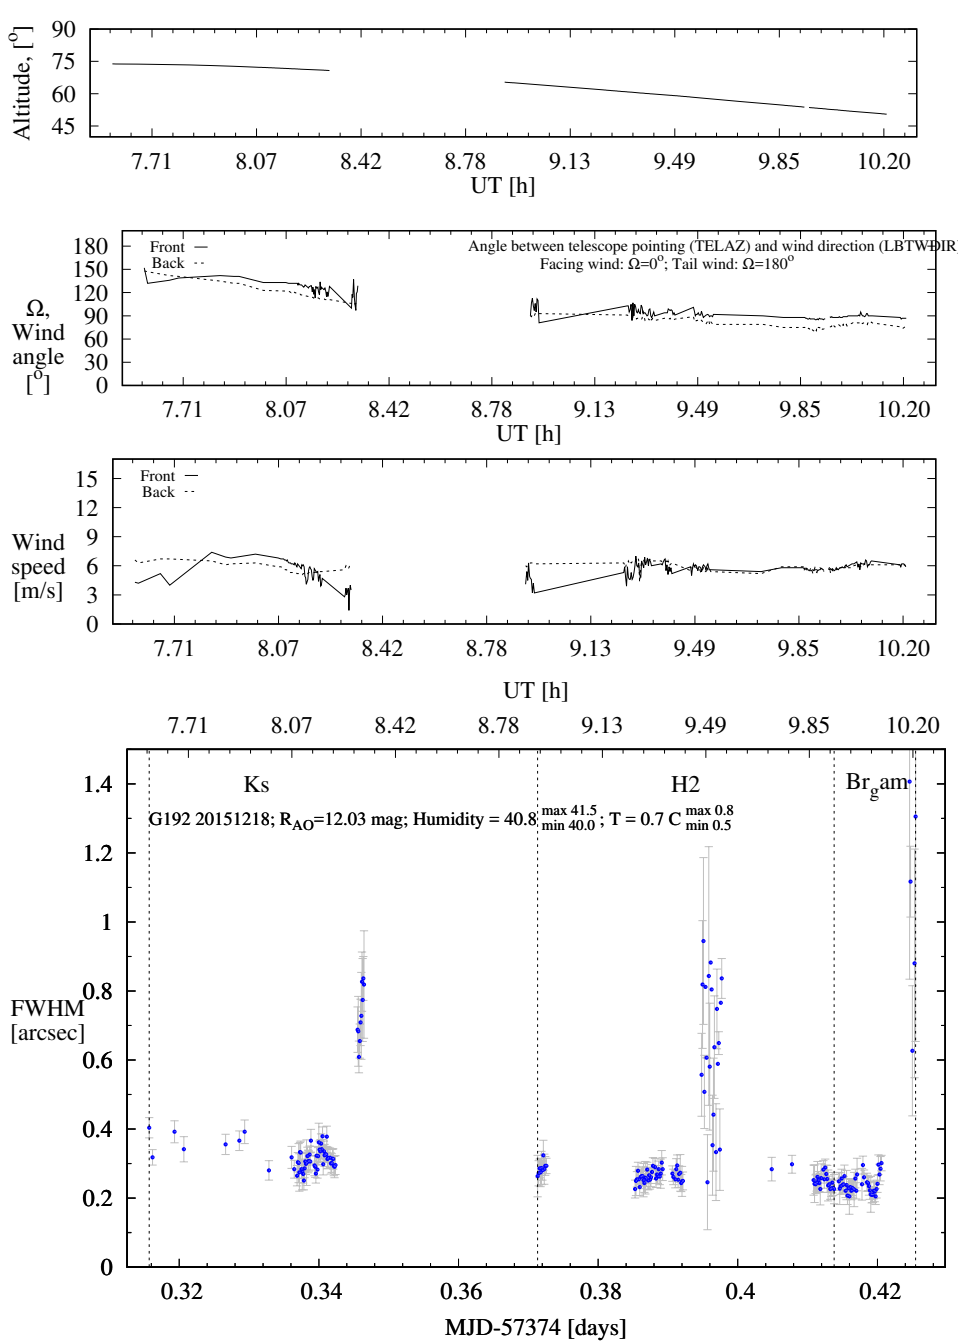 90
75
60
45
Altitude, [°]
7.71 8.07 8.42 8.78 9.13 9.49 9.85 10.20
UT [h]
180
150
120
90
60
30
0
Ω,
Wind
angle
[°]
Front
Back
Angle between telescope pointing (TELAZ) and wind direction (LBTWDIR
Facing wind: Ω=0°; Tail wind: Ω=180°
7.71 8.07 8.42 8.78 9.13 9.49 9.85 10.20
UT [h]
15
12
9
6
3
0
Wind
speed
[m/s]
Front
Back
7.71 8.07 8.42 8.78 9.13 9.49 9.85 10.20
UT [h]
7.71 8.07 8.42 8.78 9.13 9.49 9.85 10.20
Ks H2 Br_gam
G192 20151218; R_AO=12.03 mag; Humidity = 40.8 max 41.5 min 40.0 ; T = 0.7 C max 0.8 min 0.5
1.4
1.2
1
0.8
0.6
0.4
0.2
0
FWHM
[arcsec]
0.32 0.34 0.36 0.38 0.4 0.42
MJD-57374 [days]